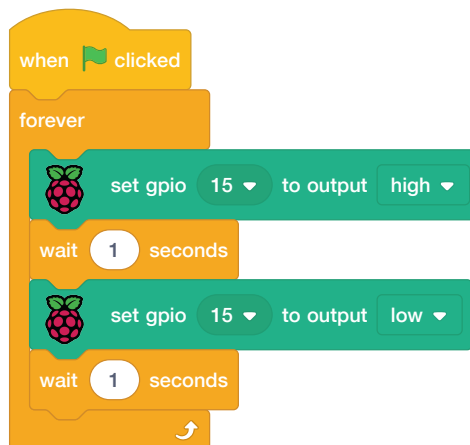 when clicked
forever
set gpio 15 to output high
wait 1 seconds
set gpio 15 to output low
wait 1 seconds